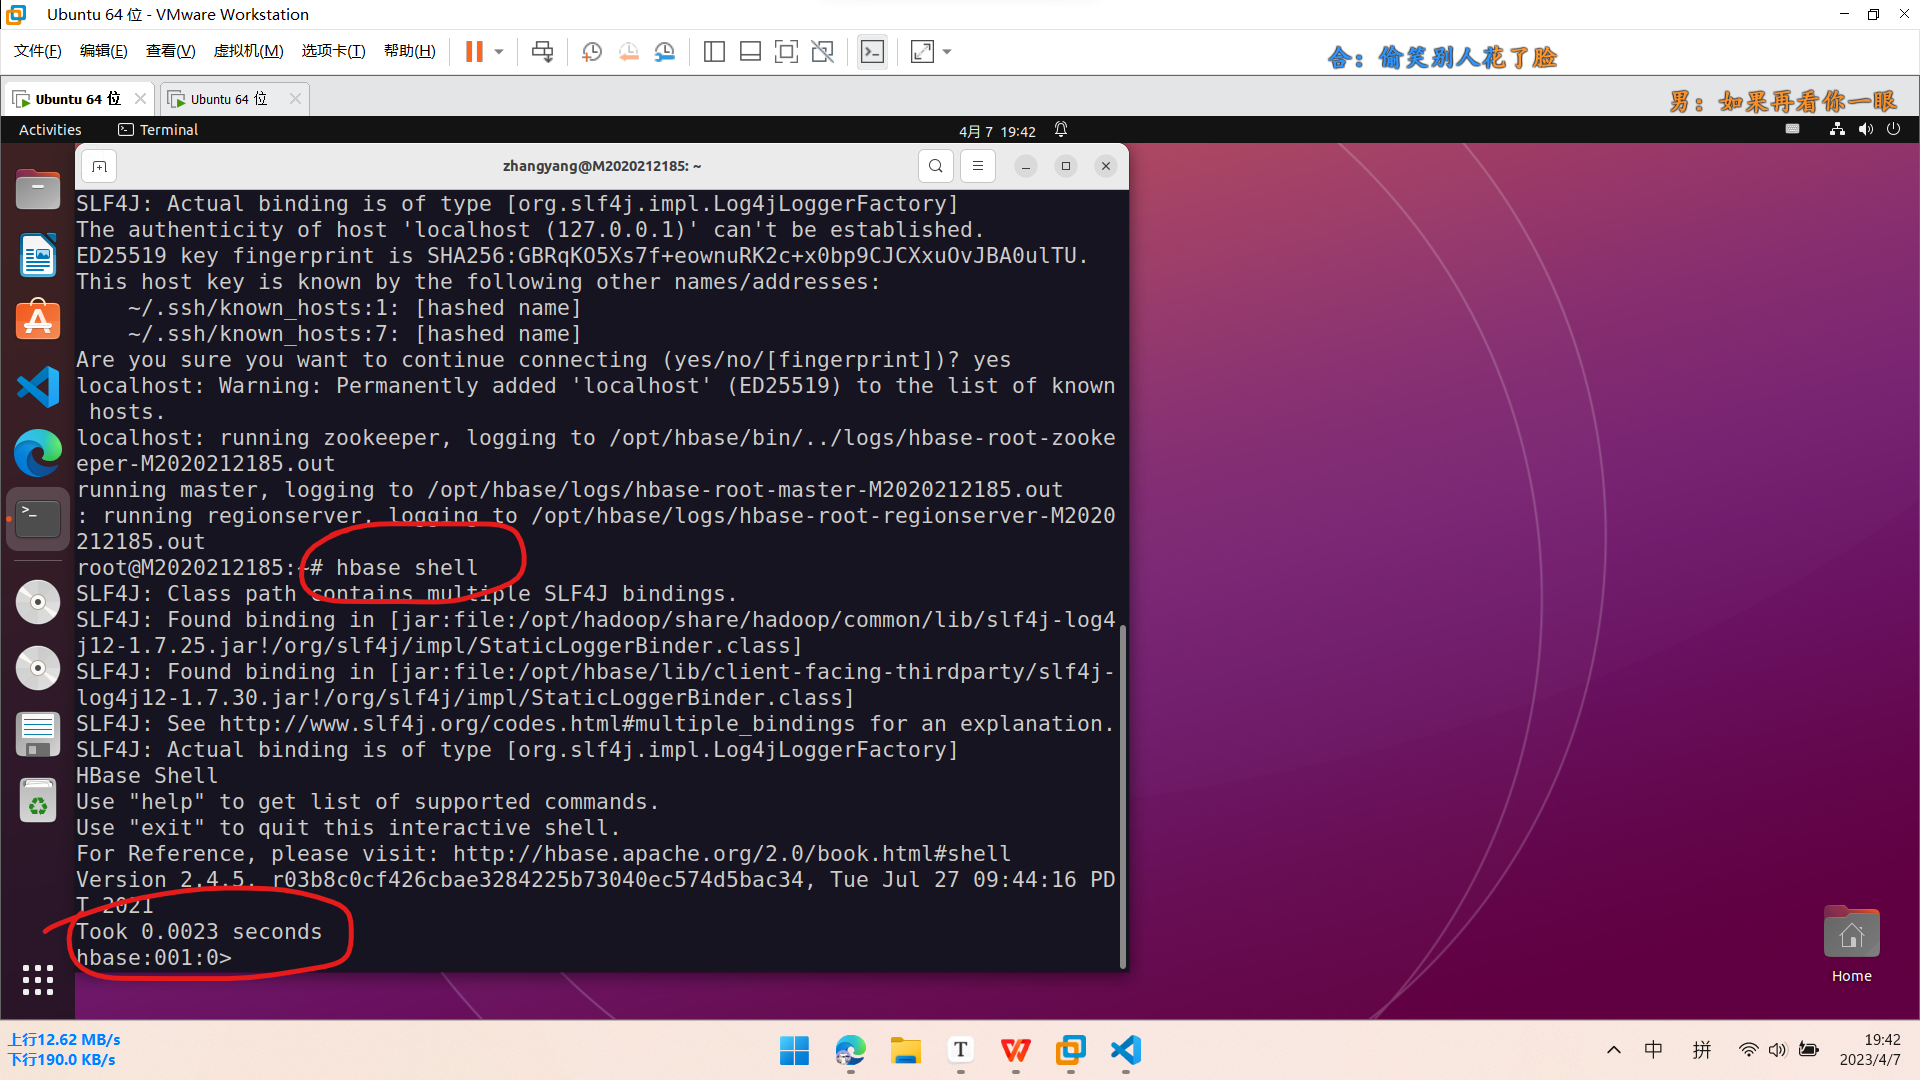 Ubuntu 64 位 - VMware Workstation
文件(F) 编辑(E) 查看(V) 虚拟机(M) 选项卡(T) 帮助(H)
合：偷笑别人花了脸
Ubuntu 64 位 Ubuntu 64 位
男：如果再看你一眼
Activities Terminal 4月 7 19:42
zhangyang@M2020212185: ~
SLF4J: Actual binding is of type [org.slf4j.impl.Log4jLoggerFactory]
The authenticity of host 'localhost (127.0.0.1)' can't be established.
ED25519 key fingerprint is SHA256:GBRqKO5Xs7f+eownuRK2c+x0bp9CJCXxuOvJBA0ulTU.
This host key is known by the following other names/addresses:
~/.ssh/known_hosts:1: [hashed name]
~/.ssh/known_hosts:7: [hashed name]
Are you sure you want to continue connecting (yes/no/[fingerprint])? yes
localhost: Warning: Permanently added 'localhost' (ED25519) to the list of known
hosts.
localhost: running zookeeper, logging to /opt/hbase/bin/../logs/hbase-root-zooke
eper-M2020212185.out
running master, logging to /opt/hbase/logs/hbase-root-master-M2020212185.out
: running regionserver, logging to /opt/hbase/logs/hbase-root-regionserver-M2020
212185.out
root@M2020212185:~# hbase shell
SLF4J: Class path contains multiple SLF4J bindings.
SLF4J: Found binding in [jar:file:/opt/hadoop/share/hadoop/common/lib/slf4j-log4
j12-1.7.25.jar!/org/slf4j/impl/StaticLoggerBinder.class]
SLF4J: Found binding in [jar:file:/opt/hbase/lib/client-facing-thirdparty/slf4j-
log4j12-1.7.30.jar!/org/slf4j/impl/StaticLoggerBinder.class]
SLF4J: See http://www.slf4j.org/codes.html#multiple_bindings for an explanation.
SLF4J: Actual binding is of type [org.slf4j.impl.Log4jLoggerFactory]
HBase Shell
Use "help" to get list of supported commands.
Use "exit" to quit this interactive shell.
For Reference, please visit: http://hbase.apache.org/2.0/book.html#shell
Version 2.4.5, r03b8c0cf426cbae3284225b73040ec574d5bac34, Tue Jul 27 09:44:16 PD
T 2021
Took 0.0023 seconds
hbase:001:0>
Home
上行12.62 MB/s
下行190.0 KB/s
中 拼
19:42
2023/4/7